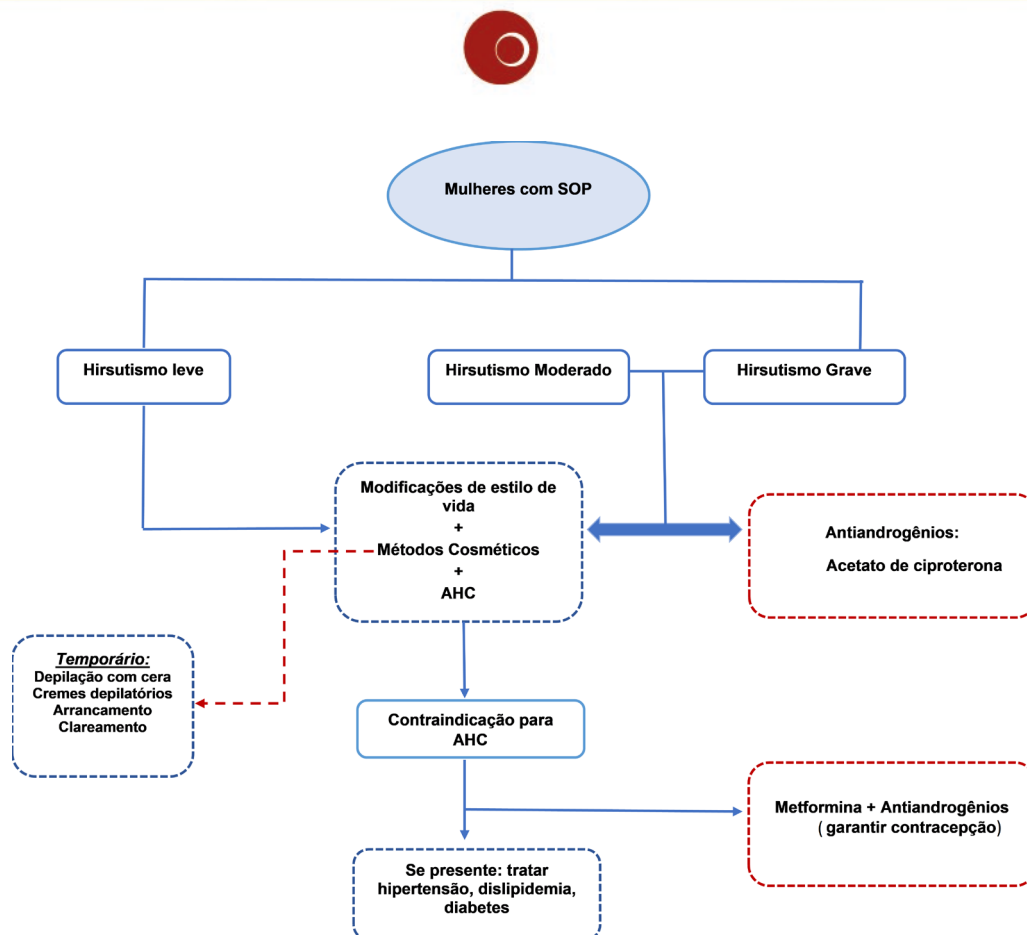 Mulheres com SOP
Hirsutismo leve
Hirsutismo Moderado
Hirsutismo Grave
Modificações de estilo de
vida
+
Métodos Cosméticos
+
AHC
Antiandrogênios:
Acetato de ciproterona
Temporário:
Depilação com cera
Cremes depilatórios
Arrancamento
Clareamento
Contraindicação para
AHC
Metformina + Antiandrogênios
( garantir contracepção)
Se presente: tratar
hipertensão, dislipidemia,
diabetes